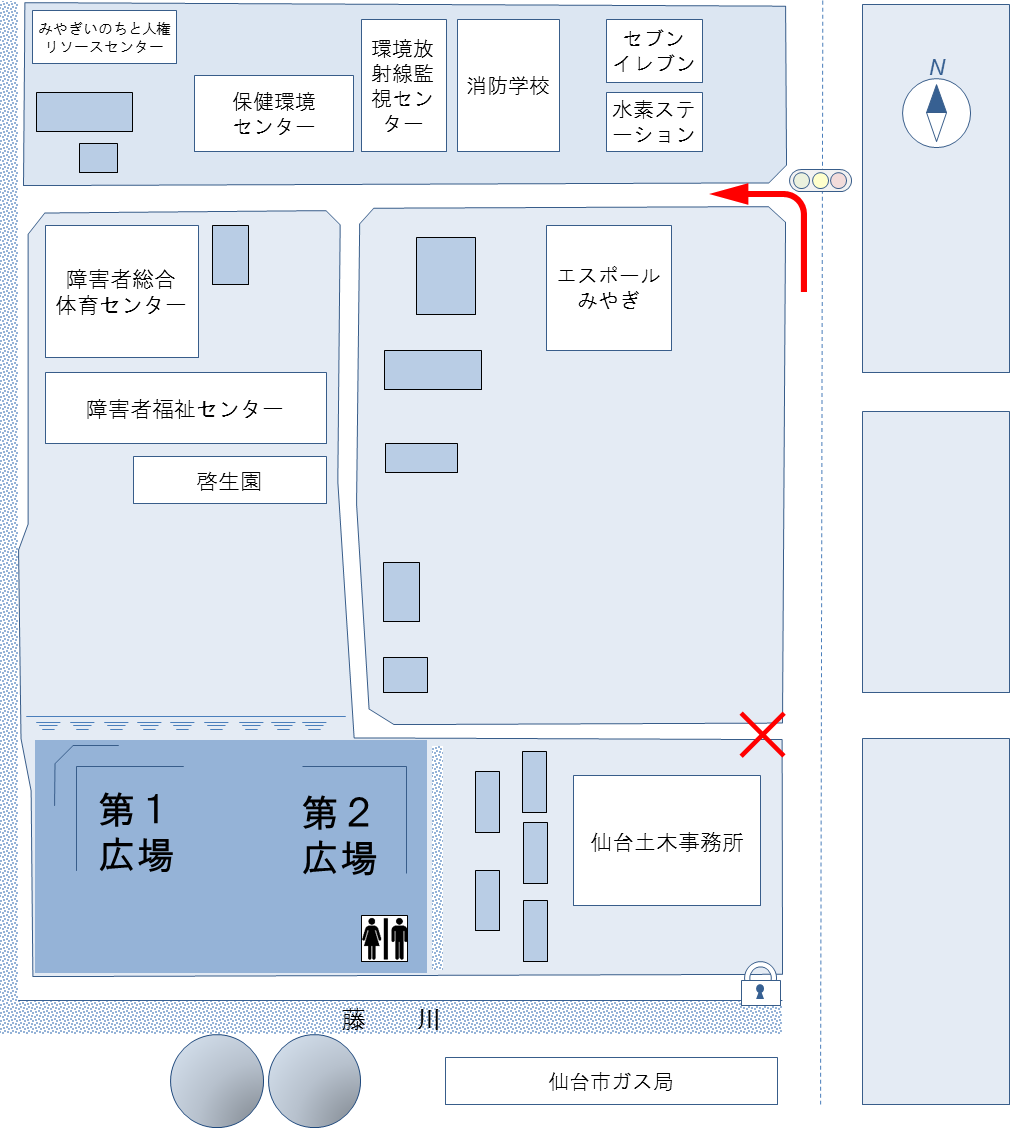 みやぎいのちと人権
リソースセンター
保健環境
センター
環境放
射線監
視セン
ター
消防学校
セブン
イレブン
水素ステ
ーション
N
障害者総合
体育センター
エスポール
みやぎ
障害者福祉センター
啓生園
第１
広場
第２
広場
仙台土木事務所
藤　川
仙台市ガス局